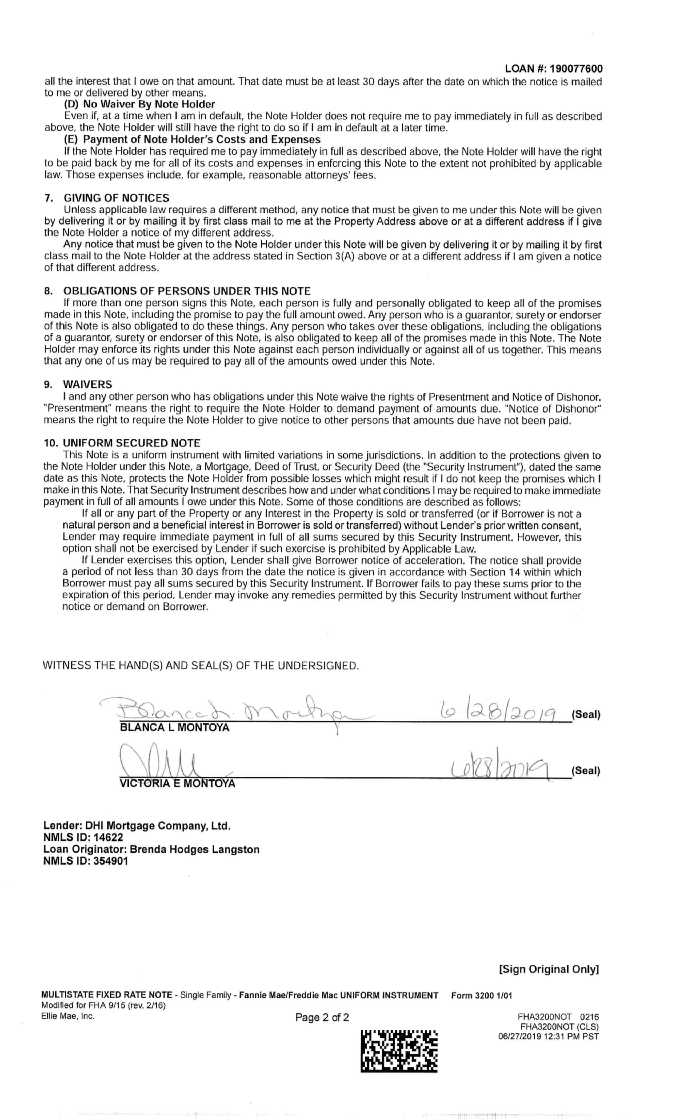 LOAN #: 190077600
all the interest that I owe on that amount. That date must be at least 30 days after the date on which the notice is mailed
to me or delivered by other means.
(D) No Waiver By Note Holder
Even if, at a time when I am in default, the Note Holder does not require me to pay immediately in full as described
above, the Note Holder will still have the right to do so if I am in default at a later time.
(E) Payment of Note Holder's Costs and Expenses
If the Note Holder has required me to pay immediately in full as described above, the Note Holder will have the right
to be paid back by me for all of its costs and expenses in enforcing this Note to the extent not prohibited by applicable
law. Those expenses include, for example, reasonable attorneys' fees.
7. GIVING OF NOTICES
Unless applicable law requires a different method, any notice that must be given to me under this Note will be given
by delivering it or by mailing it by first class mail to me at the Property Address above or at a different address if I give
the Note Holder a notice of my different address.
Any notice that must be given to the Note Holder under this Note will be given by delivering it or by mailing it by first
class mail to the Note Holder at the address stated in Section 3(A) above or at a different address if I am given a notice
of that different address.
8. OBLIGATIONS OF PERSONS UNDER THIS NOTE
If more than one person signs this Note, each person is fully and personally obligated to keep all of the promises
made in this Note, including the promise to pay the full amount owed. Any person who is a guarantor, surety or endorser
of this Note is also obligated to do these things. Any person who takes over these obligations, including the obligations
of a guarantor, surety or endorser of this Note, is also obligated to keep all of the promises made in this Note. The Note
Holder may enforce its rights under this Note against each person individually or against all of us together. This means
that any one of us may be required to pay all of the amounts owed under this Note.
9. WAIVERS
I and any other person who has obligations under this Note waive the rights of Presentment and Notice of Dishonor.
"Presentment" means the right to require the Note Holder to demand payment of amounts due. "Notice of Dishonor"
means the right to require the Note Holder to give notice to other persons that amounts due have not been paid.
10. UNIFORM SECURED NOTE
This Note is a uniform instrument with limited variations in some jurisdictions. In addition to the protections given to
the Note Holder under this Note, a Mortgage, Deed of Trust, or Security Deed (the "Security Instrument"), dated the same
date as this Note, protects the Note Holder from possible losses which might result if I do not keep the promises which I
make in this Note. That Security Instrument describes how and under what conditions I may be required to make immediate
payment in full of all amounts I owe under this Note. Some of those conditions are described as follows:
If all or any part of the Property or any Interest in the Property is sold or transferred (or if Borrower is not a
natural person and a beneficial interest in Borrower is sold or transferred) without Lender's prior written consent,
Lender may require immediate payment in full of all sums secured by this Security Instrument. However, this
option shall not be exercised by Lender if such exercise is prohibited by Applicable Law.
If Lender exercises this option, Lender shall give Borrower notice of acceleration. The notice shall provide
a period of not less than 30 days from the date the notice is given in accordance with Section 14 within which
Borrower must pay all sums secured by this Security Instrument. If Borrower fails to pay these sums prior to the
expiration of this period, Lender may invoke any remedies permitted by this Security Instrument without further
notice or demand on Borrower.
WITNESS THE HAND(S) AND SEAL(S) OF THE UNDERSIGNED.
Blanca L Montoya 6/28/2019 (Seal)
BLANCA L MONTOYA
6/28/2019 (Seal)
VICTORIA E MONTOYA
Lender: DHI Mortgage Company, Ltd.
NMLS ID: 14622
Loan Originator: Brenda Hodges Langston
NMLS ID: 354901
[Sign Original Only]
MULTISTATE FIXED RATE NOTE - Single Family - Fannie Mae/Freddie Mac UNIFORM INSTRUMENT Form 3200 1/01
Modified for FHA 9/15 (rev. 2/16)
Ellie Mae, Inc. Page 2 of 2 FHA3200NOT 0216
FHA3200NOT (CLS)
06/27/2019 12:31 PM PST